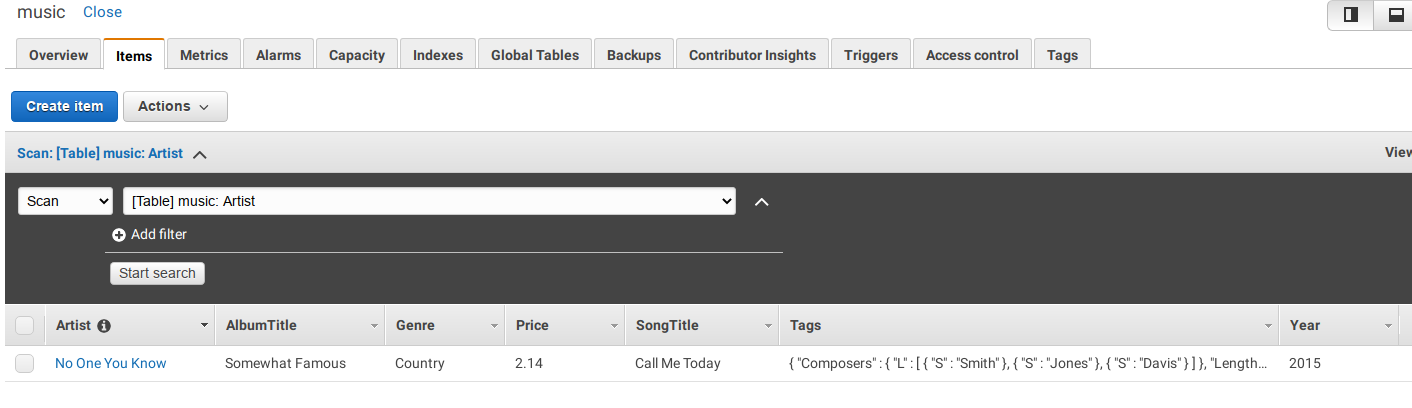 music Close
Overview Items Metrics Alarms Capacity Indexes Global Tables Backups Contributor Insights Triggers Access control Tags
Create item Actions
Scan: [Table] music: Artist View
Scan [Table] music: Artist
Add filter
Start search
Artist AlbumTitle Genre Price SongTitle Tags Year
No One You Know Somewhat Famous Country 2.14 Call Me Today { "Composers" : { "L" : [ { "S" : "Smith" }, { "S" : "Jones" }, { "S" : "Davis" } ] }, "Length... 2015